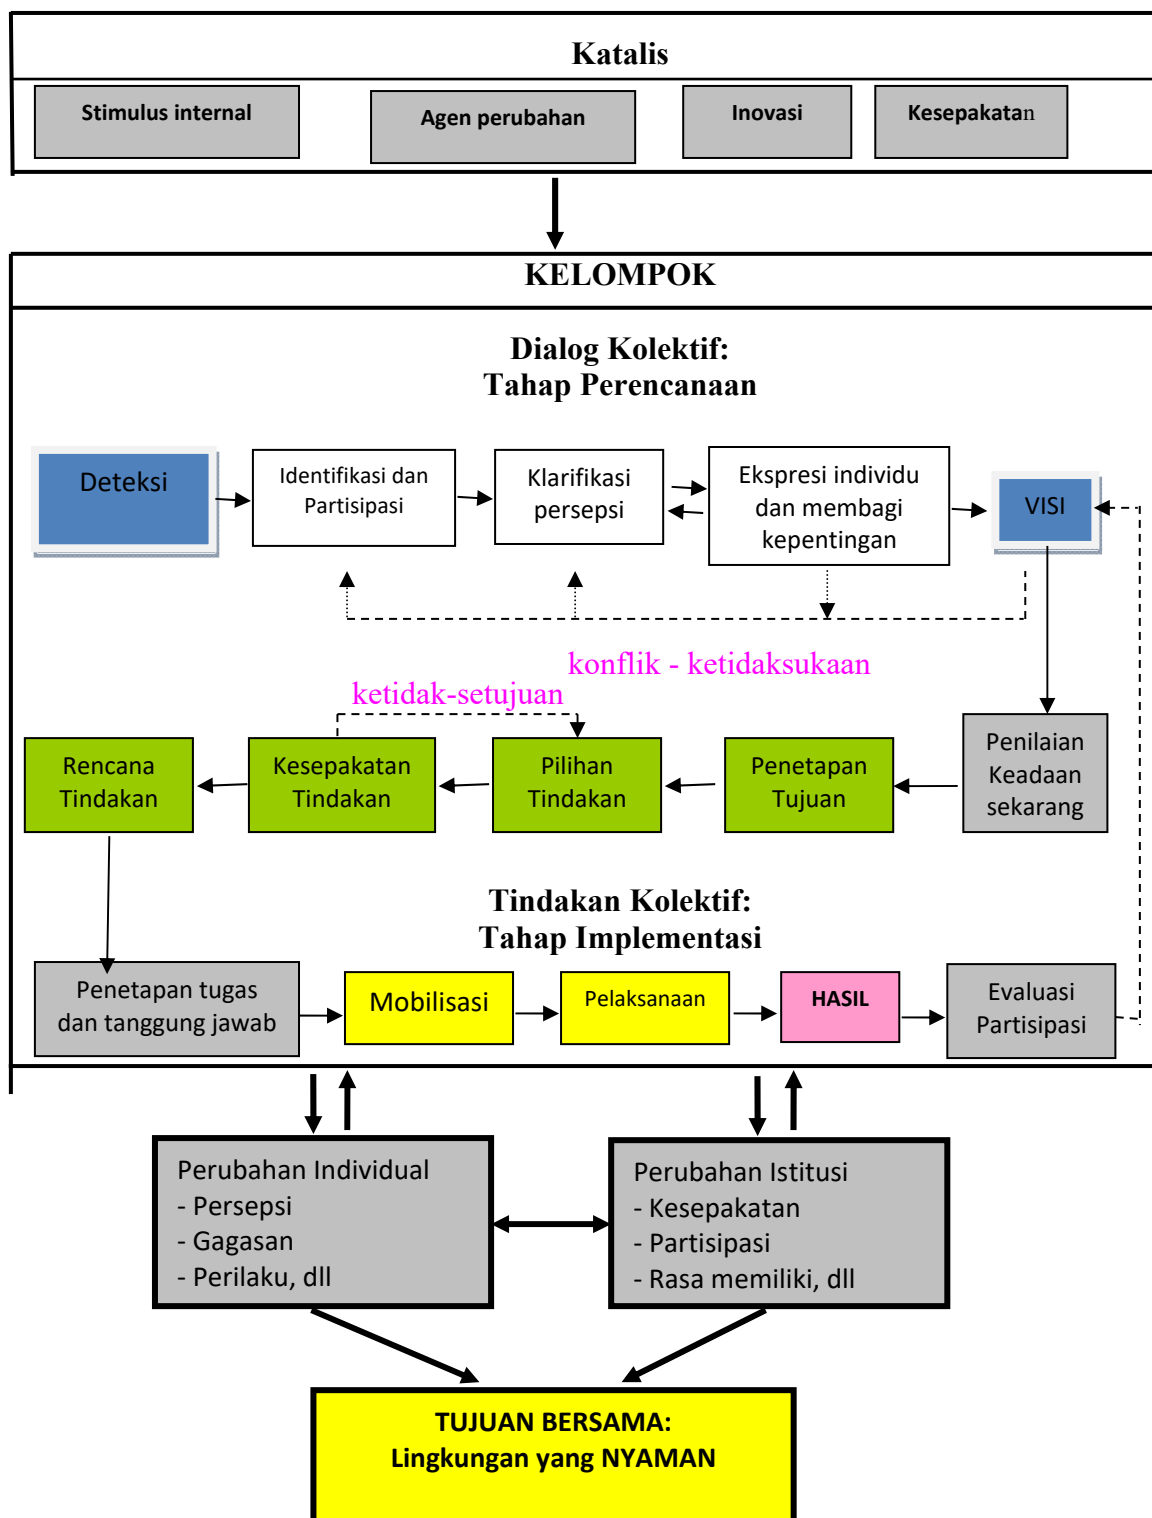 Katalis
Stimulus internal
Agen perubahan
Inovasi
Kesepakatan
KELOMPOK
Dialog Kolektif:
Tahap Perencanaan
Deteksi
Identifikasi dan
Partisipasi
Klarifikasi
persepsi
Ekspresi individu
dan membagi
kepentingan
VISI
konflik - ketidaksukaan
ketidak-setujuan
Rencana
Tindakan
Kesepakatan
Tindakan
Pilihan
Tindakan
Penetapan
Tujuan
Penilaian
Keadaan
sekarang
Tindakan Kolektif:
Tahap Implementasi
Penetapan tugas
dan tanggung jawab
Mobilisasi
Pelaksanaan
HASIL
Evaluasi
Partisipasi
Perubahan Individual
- Persepsi
- Gagasan
- Perilaku, dll
Perubahan Istitusi
- Kesepakatan
- Partisipasi
- Rasa memiliki, dll
TUJUAN BERSAMA:
Lingkungan yang NYAMAN